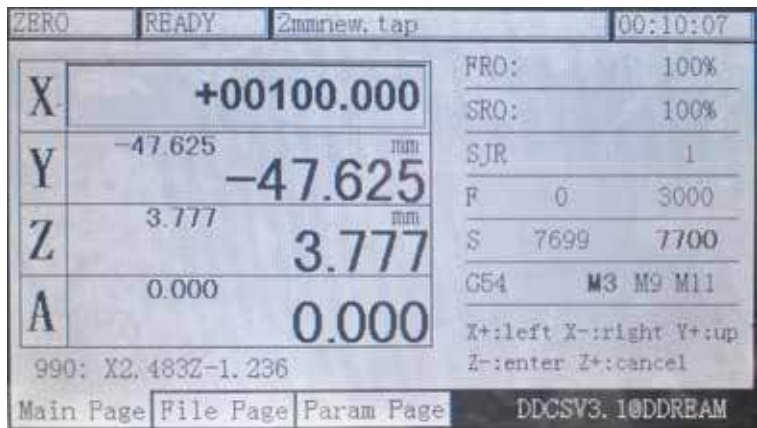 ZERO READY 2mmnew.tap 00:10:07
X +00100.000
Y -47.625 mm -47.625
Z 3.777 mm 3.777
A 0.000 0.000
990: X2.483Z-1.236
FRO: 100%
SRO: 100%
SJR 1
F 0 3000
S 7699 7700
G54 M3 M9 M11
X+:left X-:right Y+:up
Z-:enter Z+:cancel
Main Page File Page Param Page DDCSV3.1@DDREAM